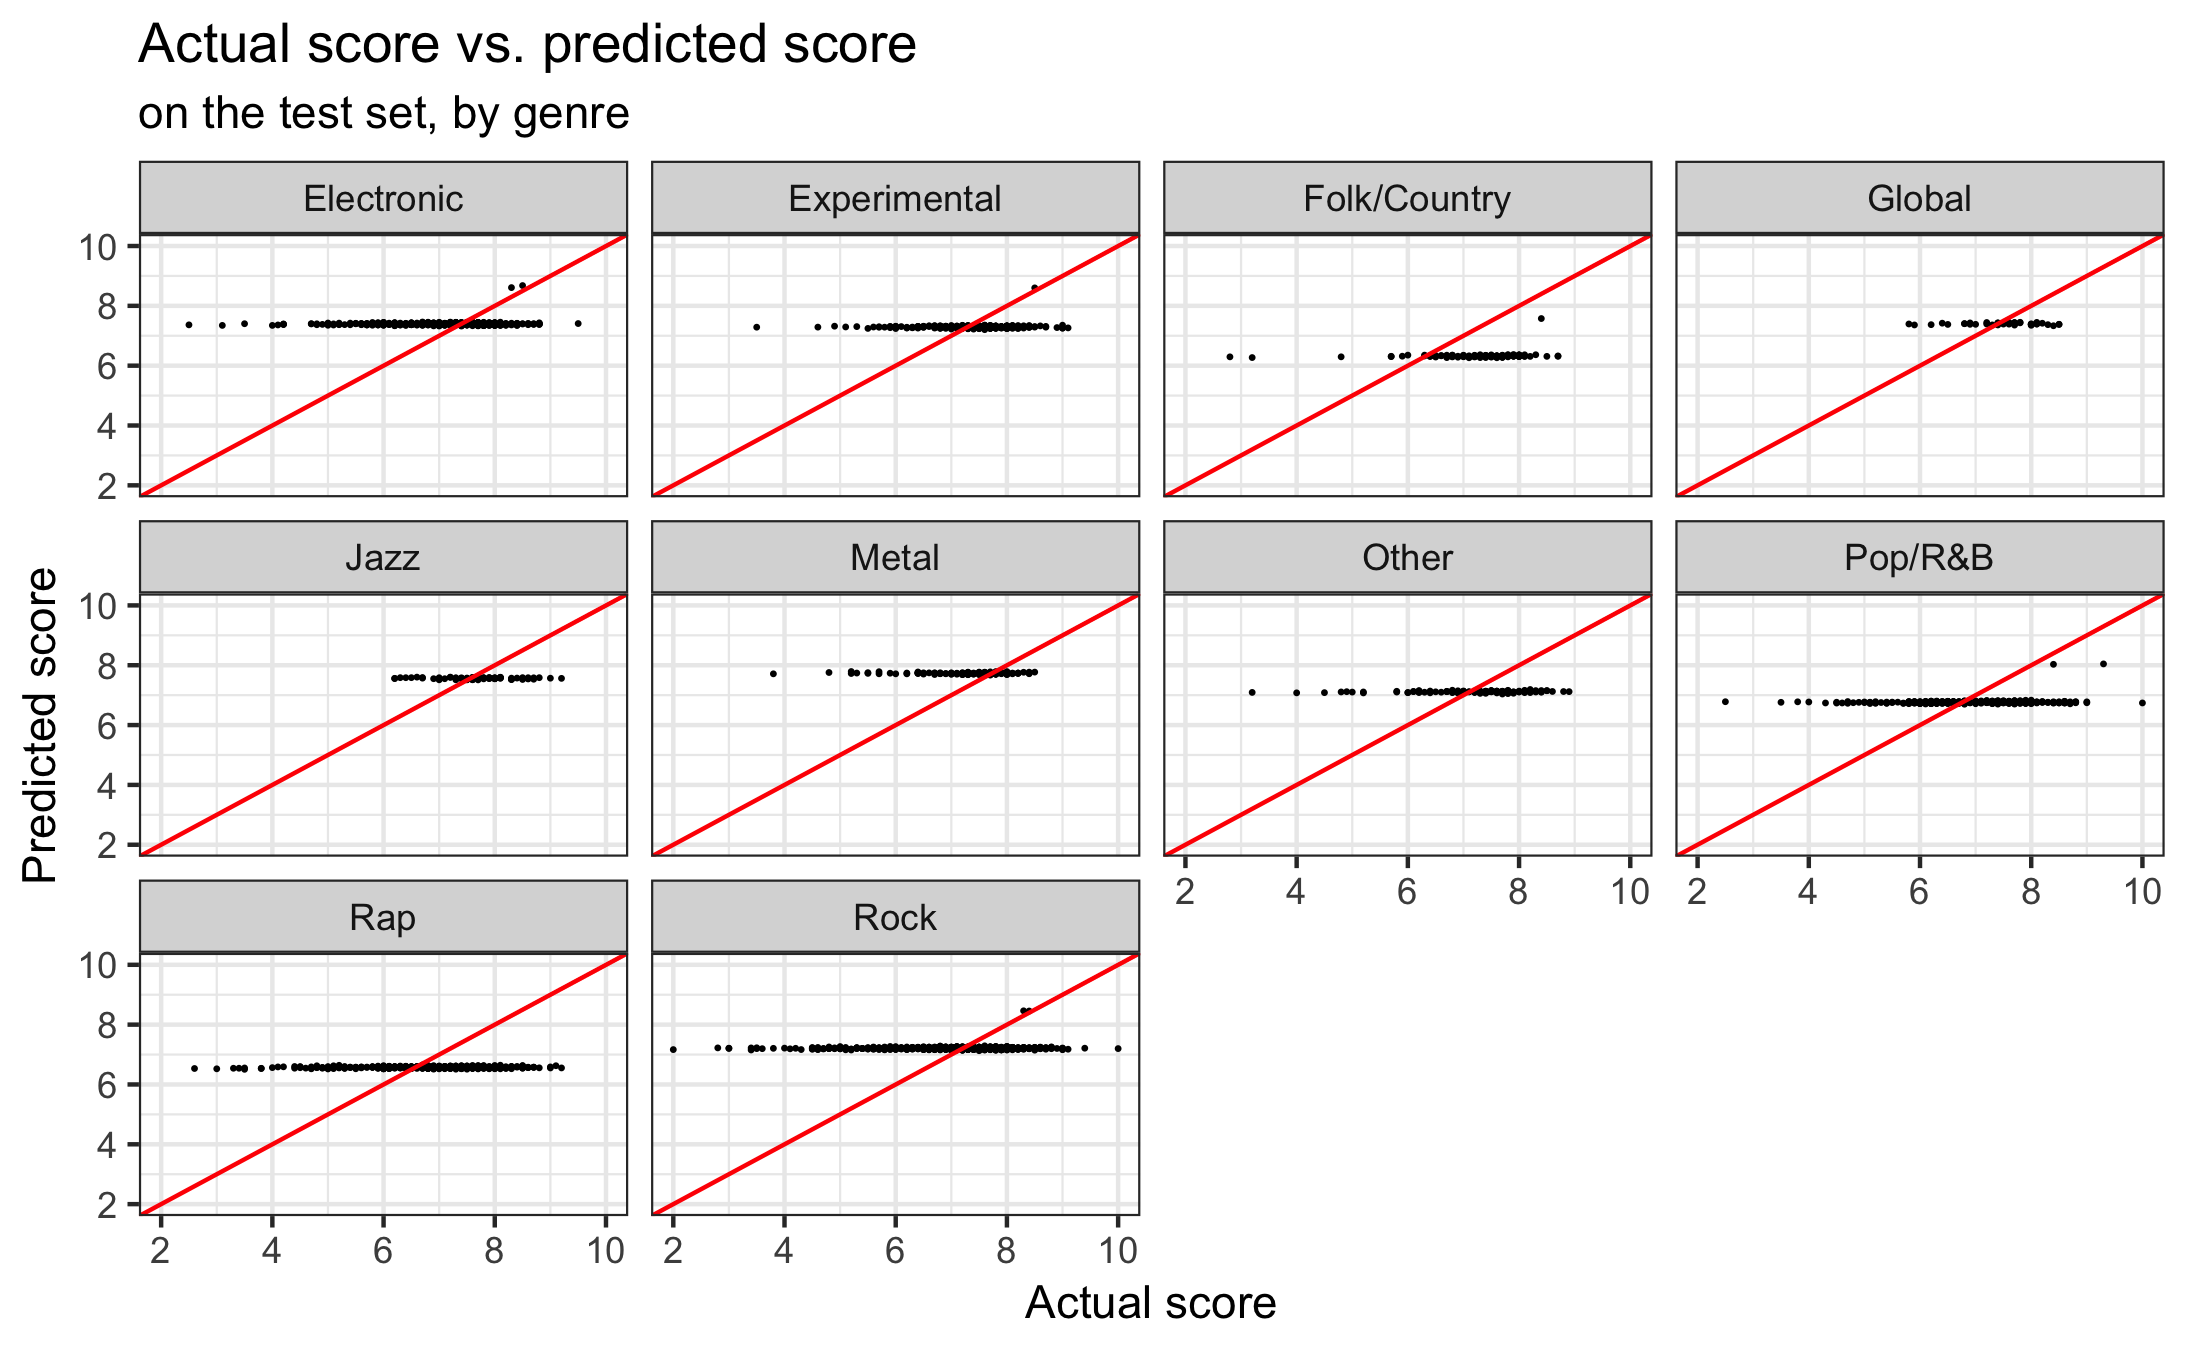 Actual score vs. predicted score
on the test set, by genre
Electronic
Experimental
Folk/Country
Global
10
8
6
4
2
Jazz
Metal
Other
Pop/R&B
10
8
6
4
2
2 4 6 8 10
2 4 6 8 10
Rap
Rock
10
8
6
4
2
2 4 6 8 10
2 4 6 8 10
Predicted score
Actual score